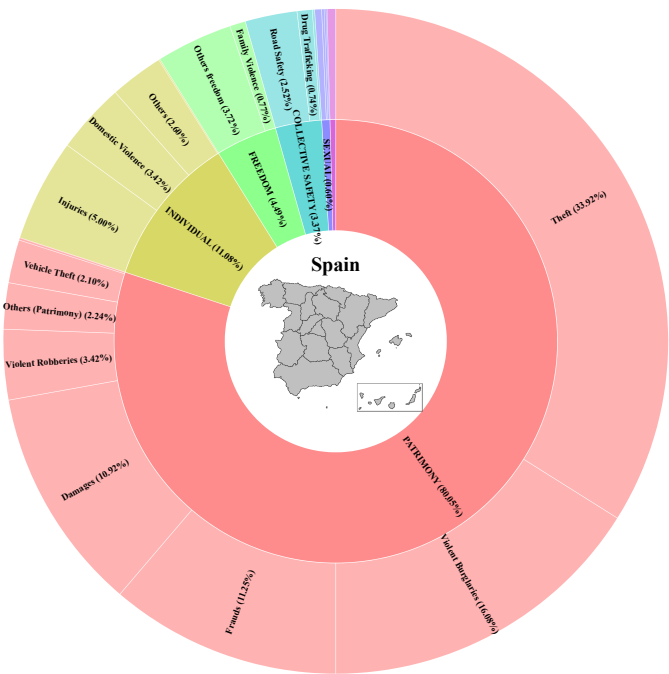 Spain
PATRIMONY (80.05%)
INDIVIDUAL (11.08%)
FREEDOM (4.49%)
COLLECTIVE SAFETY (3.37%)
SEXUAL (0.60%)
Theft (33.92%)
Violent Burglaries (16.08%)
Frauds (11.25%)
Damages (10.92%)
Violent Robberies (3.42%)
Others (Patrimony) (2.24%)
Vehicle Theft (2.10%)
Injuries (5.00%)
Domestic Violence (3.42%)
Others (2.60%)
Others freedom (3.72%)
Family Violence (0.77%)
Road Safety (2.52%)
Drug Trafficking (0.74%)